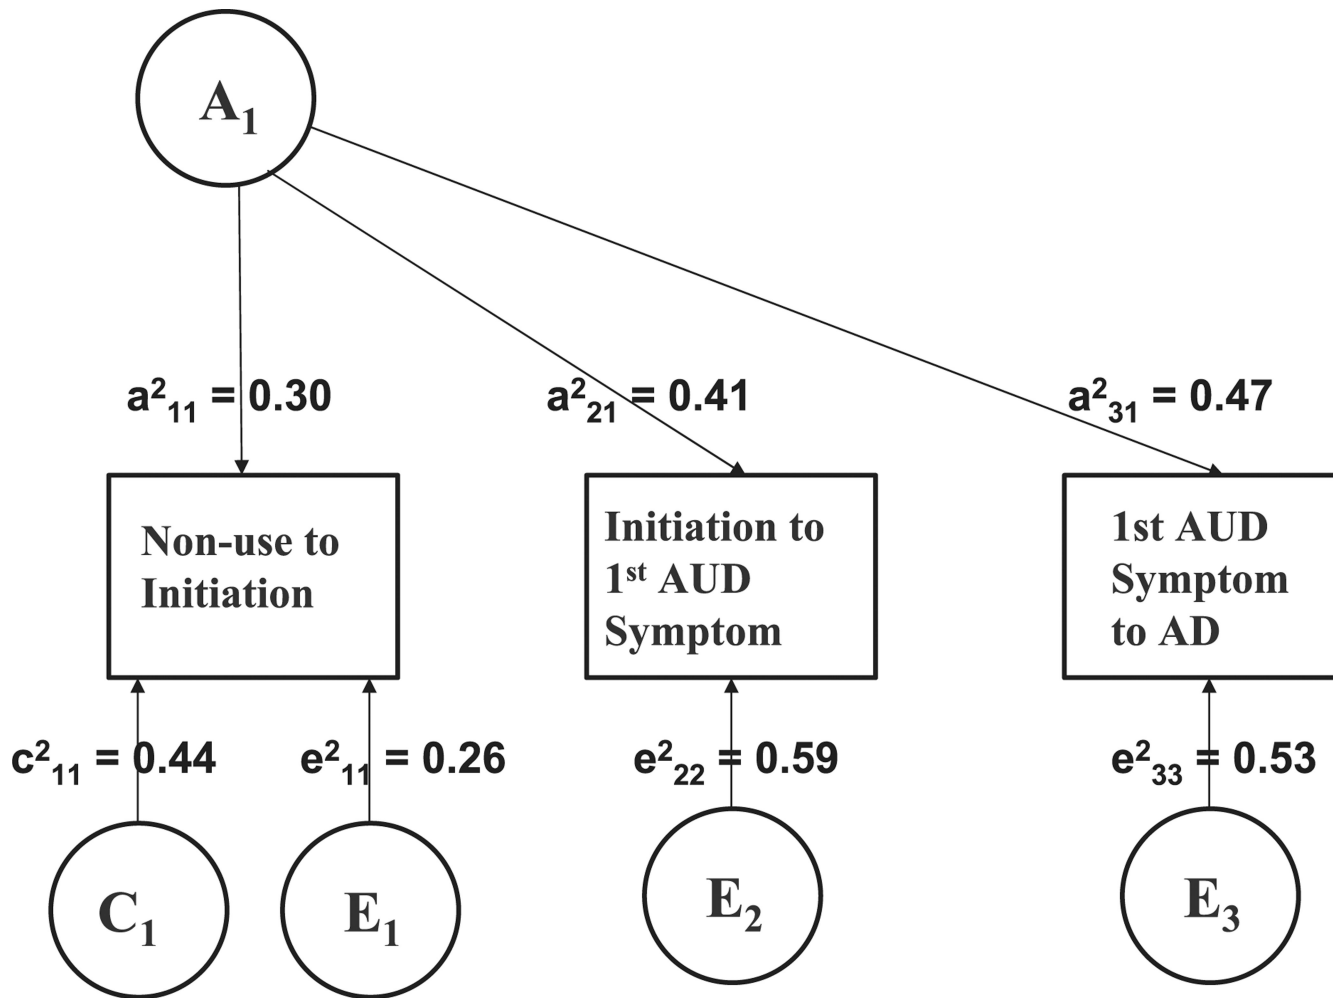 A₁
a²₁₁ = 0.30
a²₂₁ = 0.41
a²₃₁ = 0.47
Non-use to
Initiation
Initiation to
1ˢᵗ AUD
Symptom
1st AUD
Symptom
to AD
c²₁₁ = 0.44
e²₁₁ = 0.26
e²₂₂ = 0.59
e²₃₃ = 0.53
C₁
E₁
E₂
E₃